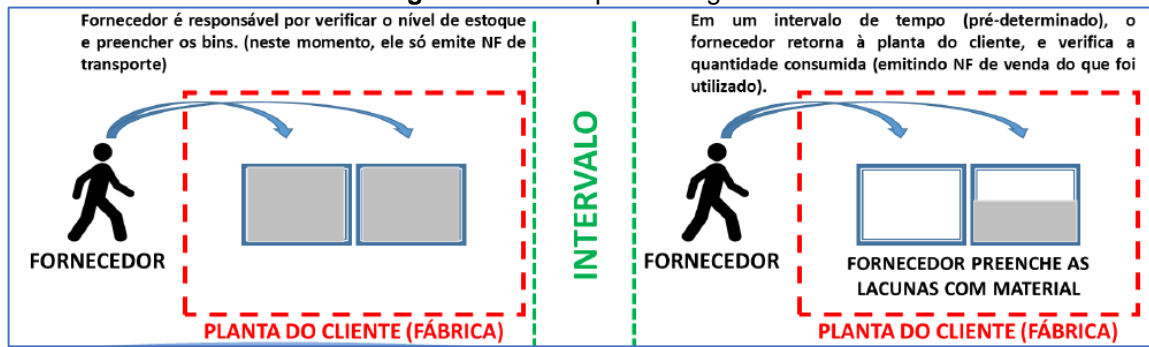 Fornecedor é responsável por verificar o nível de estoque
e preencher os bins. (neste momento, ele só emite NF de
transporte)
FORNECEDOR
PLANTA DO CLIENTE (FÁBRICA)
INTERVALO
Em um intervalo de tempo (pré-determinado), o
fornecedor retorna à planta do cliente, e verifica a
quantidade consumida (emitindo NF de venda do que foi
utilizado).
FORNECEDOR
FORNECEDOR PREENCHE AS
LACUNAS COM MATERIAL
PLANTA DO CLIENTE (FÁBRICA)